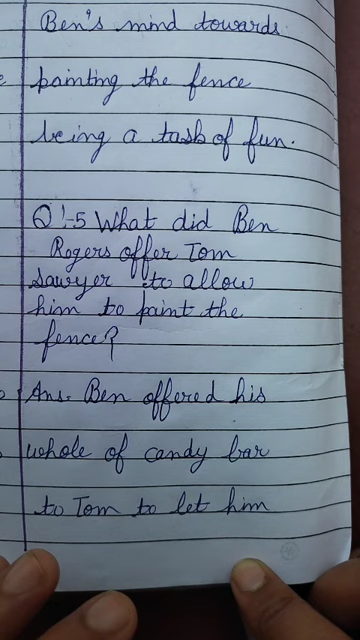 Ben's mind towards
painting the fence
being a task of fun.
Q!-5 What did Ben
Rogers offer Tom
Sawyer to allow
him to paint the
fence?
Ans. Ben offered his
whole of candy bar
to Tom to let him